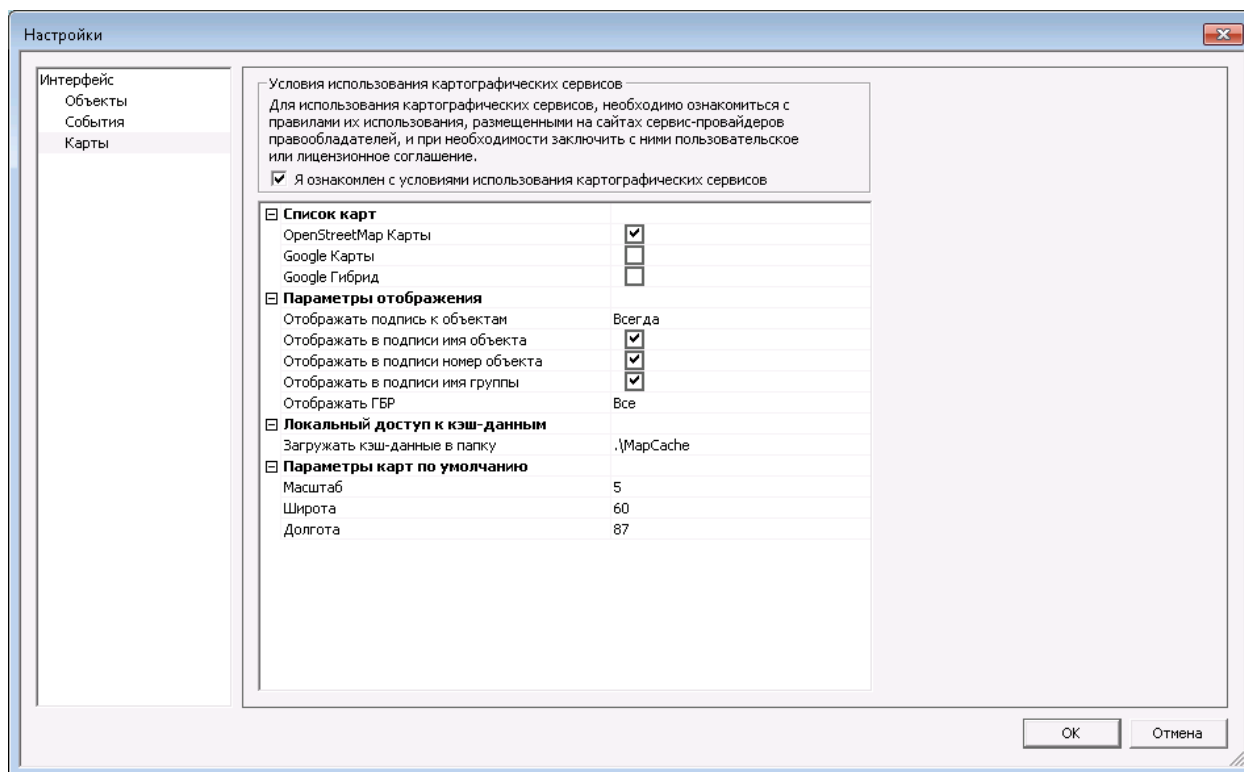 Настройки
Интерфейс
Объекты
События
Карты
Условия использования картографических сервисов
Для использования картографических сервисов, необходимо ознакомиться с
правилами их использования, размещенными на сайтах сервис-провайдеров
правообладателей, и при необходимости заключить с ними пользовательское
или лицензионное соглашение.
Я ознакомлен с условиями использования картографических сервисов
Список карт
OpenStreetMap Карты
Google Карты
Google Гибрид
Параметры отображения
Отображать подпись к объектам Всегда
Отображать в подписи имя объекта
Отображать в подписи номер объекта
Отображать в подписи имя группы
Отображать ГБР Все
Локальный доступ к кэш-данным
Загружать кэш-данные в папку .\MapCache
Параметры карт по умолчанию
Масштаб 5
Широта 60
Долгота 87
OK Отмена